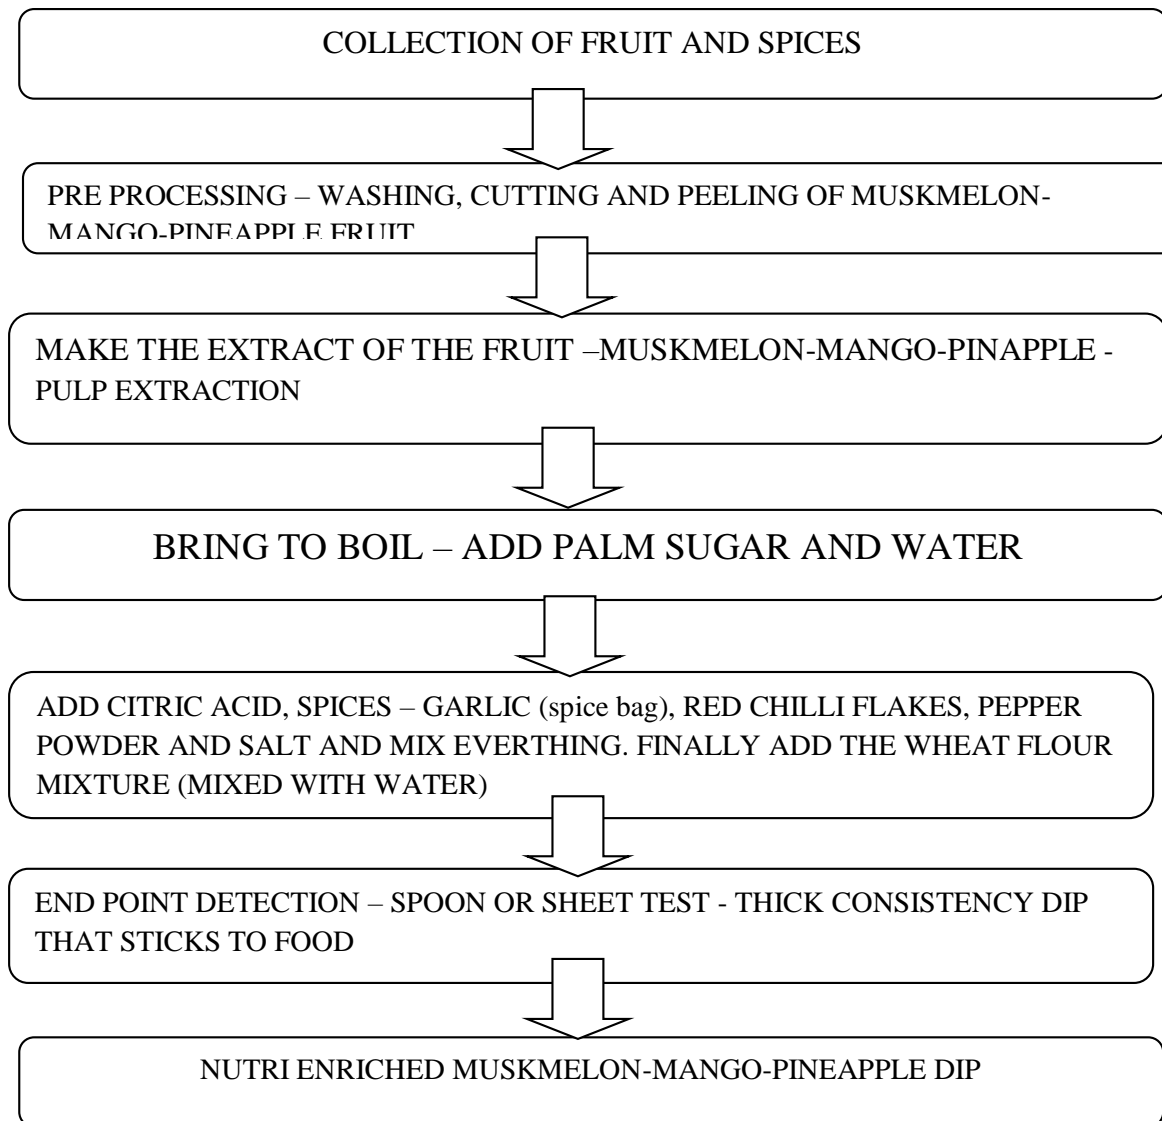 COLLECTION OF FRUIT AND SPICES
PRE PROCESSING – WASHING, CUTTING AND PEELING OF MUSKMELON-
MANGO-PINEAPPLE FRUIT
MAKE THE EXTRACT OF THE FRUIT –MUSKMELON-MANGO-PINAPPLE -
PULP EXTRACTION
BRING TO BOIL – ADD PALM SUGAR AND WATER
ADD CITRIC ACID, SPICES – GARLIC (spice bag), RED CHILLI FLAKES, PEPPER
POWDER AND SALT AND MIX EVERTHING. FINALLY ADD THE WHEAT FLOUR
MIXTURE (MIXED WITH WATER)
END POINT DETECTION – SPOON OR SHEET TEST - THICK CONSISTENCY DIP
THAT STICKS TO FOOD
NUTRI ENRICHED MUSKMELON-MANGO-PINEAPPLE DIP